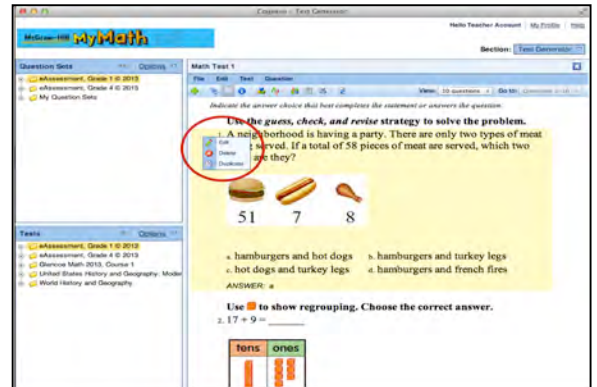 Engrade - Test Generator
Hello Teacher Account | My Profile | Help
McGraw-Hill My Math
Section: Test Generator
Question Sets
Options
eAssessment, Grade 1 © 2013
eAssessment, Grade 4 © 2013
My Question Sets
Tests
Options
eAssessment, Grade 1 © 2013
eAssessment, Grade 4 © 2013
Glencoe Math 2013, Course 1
United States History and Geography: Moder
World History and Geography
Math Test 1
File Edit Test Question
View: 10 questions Go to: Questions 1-10
Indicate the answer choice that best completes the statement or answers the question.
Use the guess, check, revise strategy to solve the problem.
1. A neighborhood is having a party. There are only two types of meat
Edit
Delete
Duplicate
served. If a total of 58 pieces of meat are served, which two
are they?
51 7 8
a. hamburgers and hot dogs b. hamburgers and turkey legs
c. hot dogs and turkey legs d. hamburgers and french fires
ANSWER: a
Use to show regrouping. Choose the correct answer.
2. 17 + 9 =
tens ones